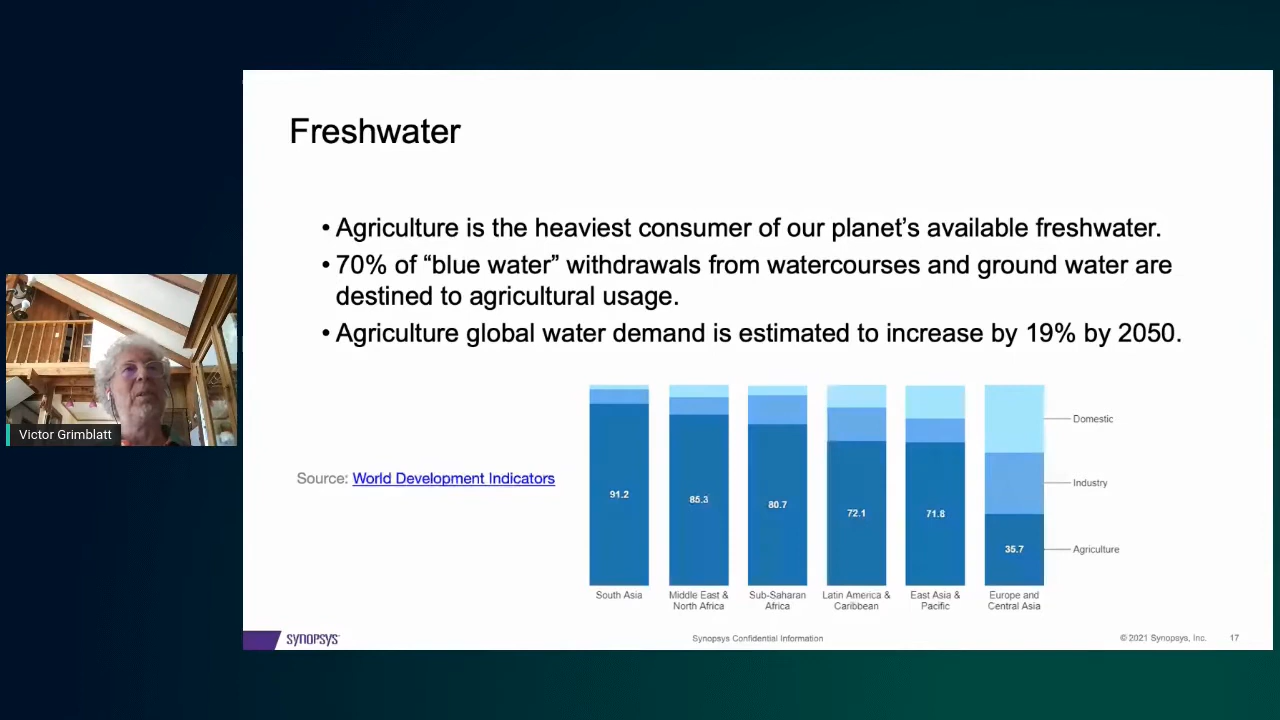 Freshwater
• Agriculture is the heaviest consumer of our planet’s available freshwater.
• 70% of “blue water” withdrawals from watercourses and ground water are
destined to agricultural usage.
• Agriculture global water demand is estimated to increase by 19% by 2050.
Victor Grimblatt
Source: World Development Indicators
91.2
85.3
80.7
72.1
71.8
35.7
Domestic
Industry
Agriculture
South Asia
Middle East &
North Africa
Sub-Saharan
Africa
Latin America &
Caribbean
East Asia &
Pacific
Europe and
Central Asia
SYNOPSYS
Synopsys Confidential Information
© 2021 Synopsys, Inc.
17